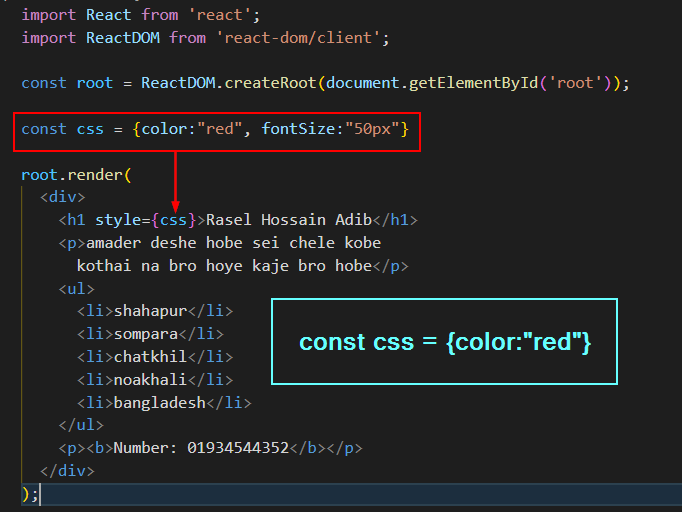 import React from 'react';
import ReactDOM from 'react-dom/client';
const root = ReactDOM.createRoot(document.getElementById('root'));
const css = {color:"red", fontSize:"50px"}
root.render(
<div>
<h1 style={css}>Rasel Hossain Adib</h1>
<p>amader deshe hobe sei chele kobe
kothai na bro hoye kaje bro hobe</p>
<ul>
<li>shahapur</li>
<li>sompara</li>
<li>chatkhil</li>
<li>noakhali</li>
<li>bangladesh</li>
</ul>
<p><b>Number: 01934544352</b></p>
</div>
);
const css = {color:"red"}